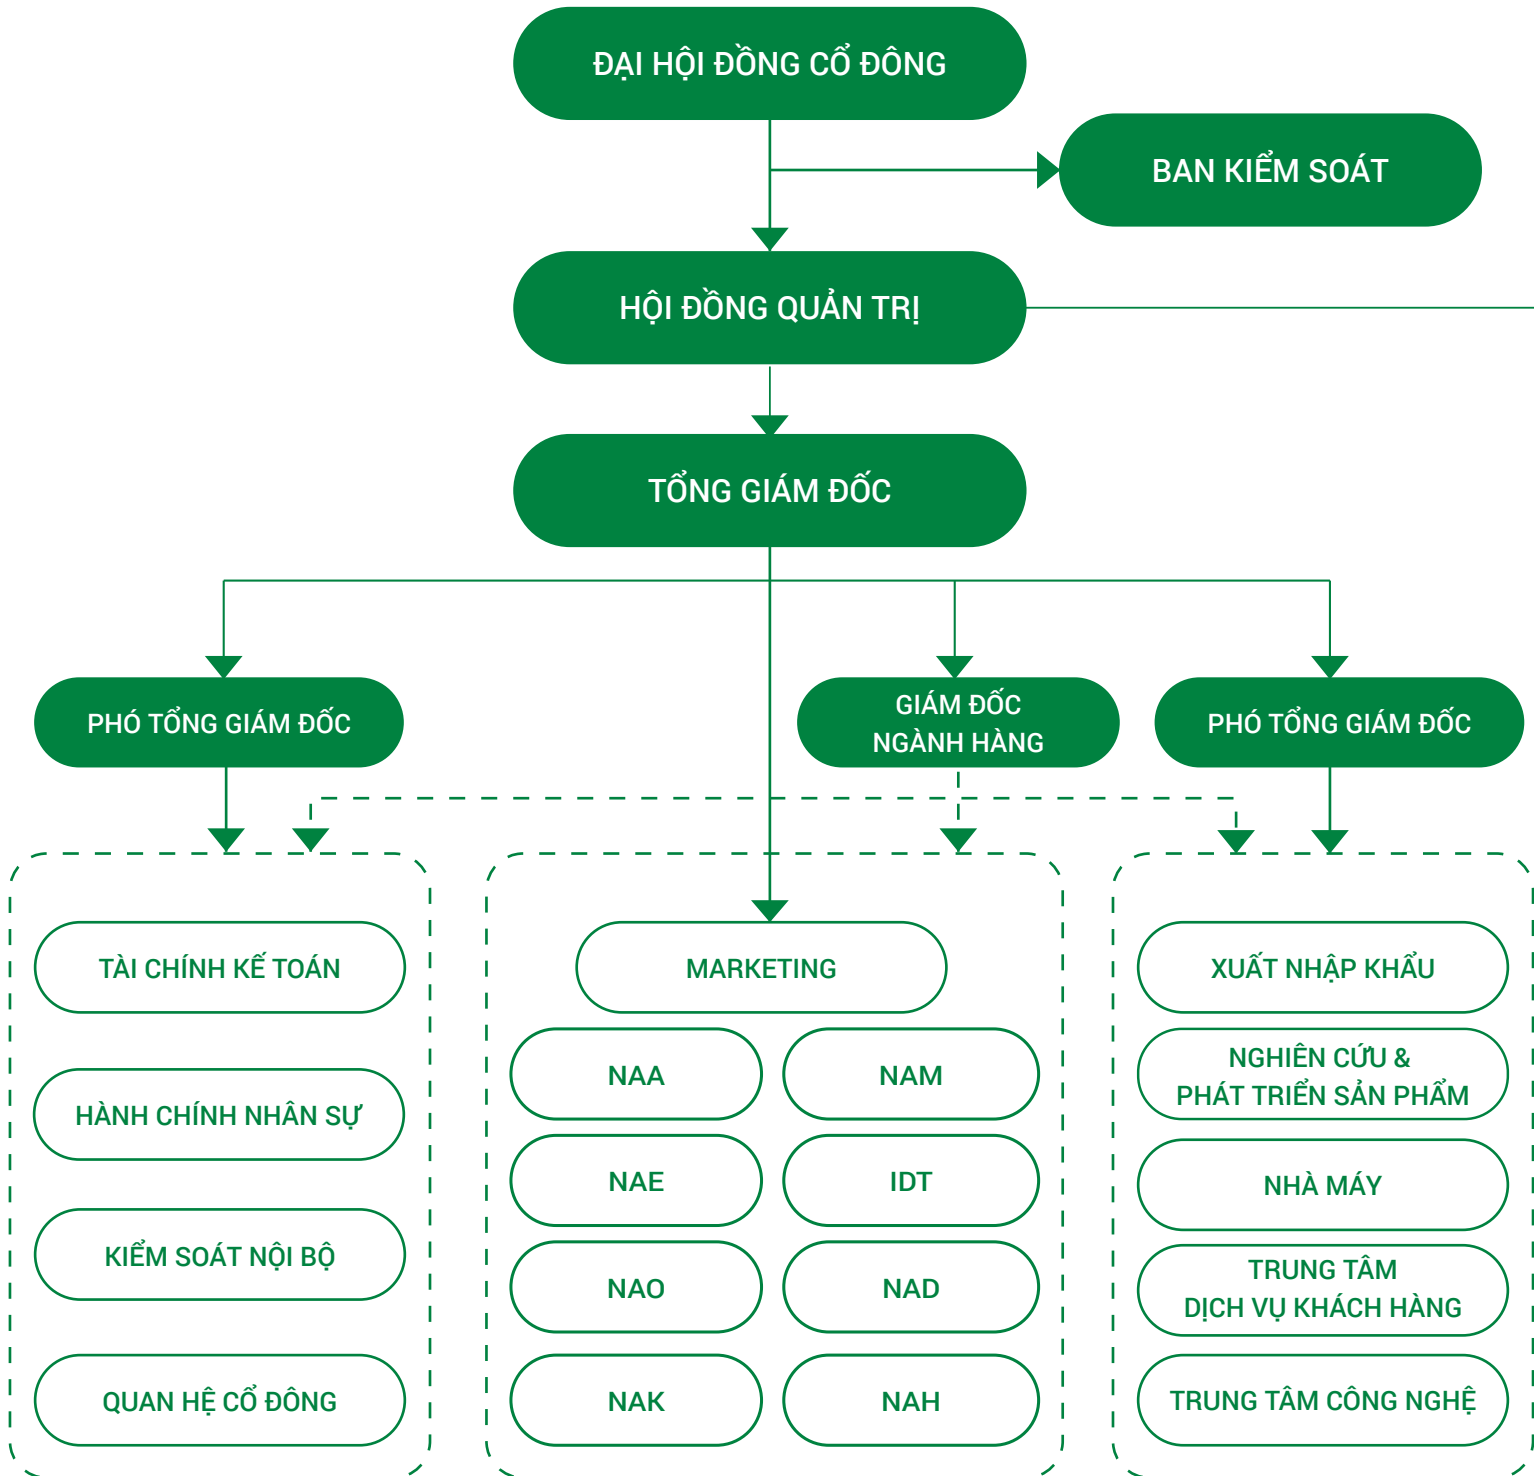 ĐẠI HỘI ĐỒNG CỔ ĐÔNG
BAN KIỂM SOÁT
HỘI ĐỒNG QUẢN TRỊ
TỔNG GIÁM ĐỐC
PHÓ TỔNG GIÁM ĐỐC
GIÁM ĐỐC
NGÀNH HÀNG
PHÓ TỔNG GIÁM ĐỐC
TÀI CHÍNH KẾ TOÁN
HÀNH CHÍNH NHÂN SỰ
KIỂM SOÁT NỘI BỘ
QUAN HỆ CỔ ĐÔNG
MARKETING
NAA
NAM
NAE
IDT
NAO
NAD
NAK
NAH
XUẤT NHẬP KHẨU
NGHIÊN CỨU &
PHÁT TRIỂN SẢN PHẨM
NHÀ MÁY
TRUNG TÂM
DỊCH VỤ KHÁCH HÀNG
TRUNG TÂM CÔNG NGHỆ